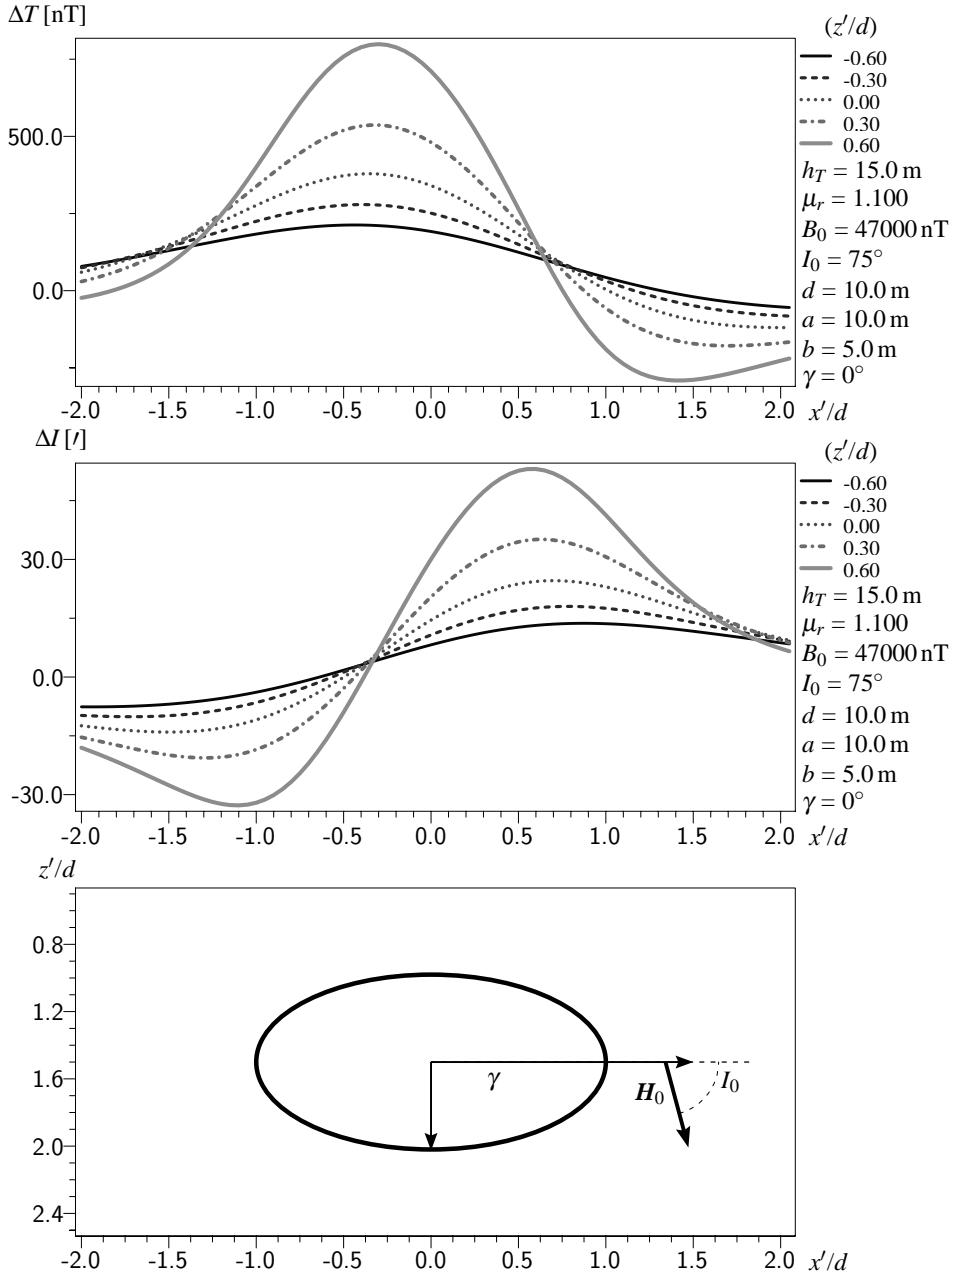 ΔT [nT]
500.0
0.0
-2.0 -1.5 -1.0 -0.5 0.0 0.5 1.0 1.5 2.0 x′/d
(z′/d)
-0.60
-0.30
0.00
0.30
0.60
h_T = 15.0 m
μ_r = 1.100
B_0 = 47000 nT
I_0 = 75°
d = 10.0 m
a = 10.0 m
b = 5.0 m
γ = 0°
ΔI [′]
30.0
0.0
-30.0
-2.0 -1.5 -1.0 -0.5 0.0 0.5 1.0 1.5 2.0 x′/d
(z′/d)
-0.60
-0.30
0.00
0.30
0.60
h_T = 15.0 m
μ_r = 1.100
B_0 = 47000 nT
I_0 = 75°
d = 10.0 m
a = 10.0 m
b = 5.0 m
γ = 0°
z′/d
0.8
1.2
1.6
2.0
2.4
γ
H_0
I_0
-2.0 -1.5 -1.0 -0.5 0.0 0.5 1.0 1.5 2.0 x′/d